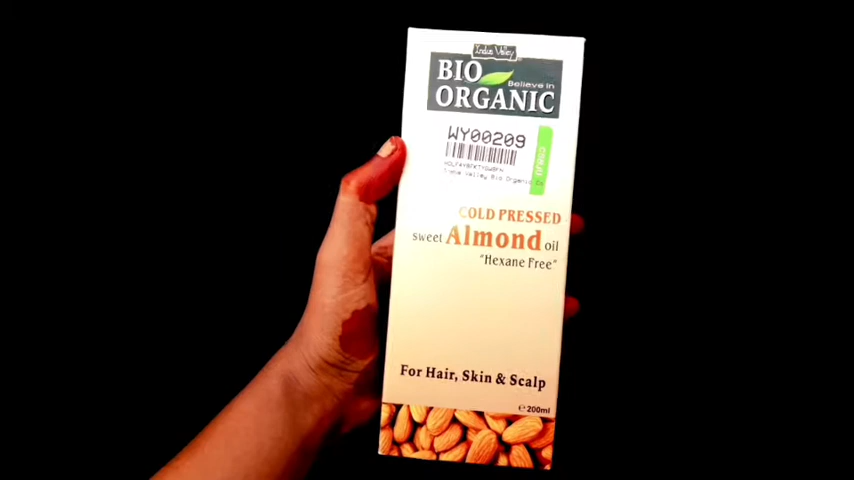 Indus Valley
BIO
Believe in
ORGANIC
WY00209
COLD PRESSED
sweet Almond oil
"Hexane Free"
For Hair, Skin & Scalp
℮ 200ml